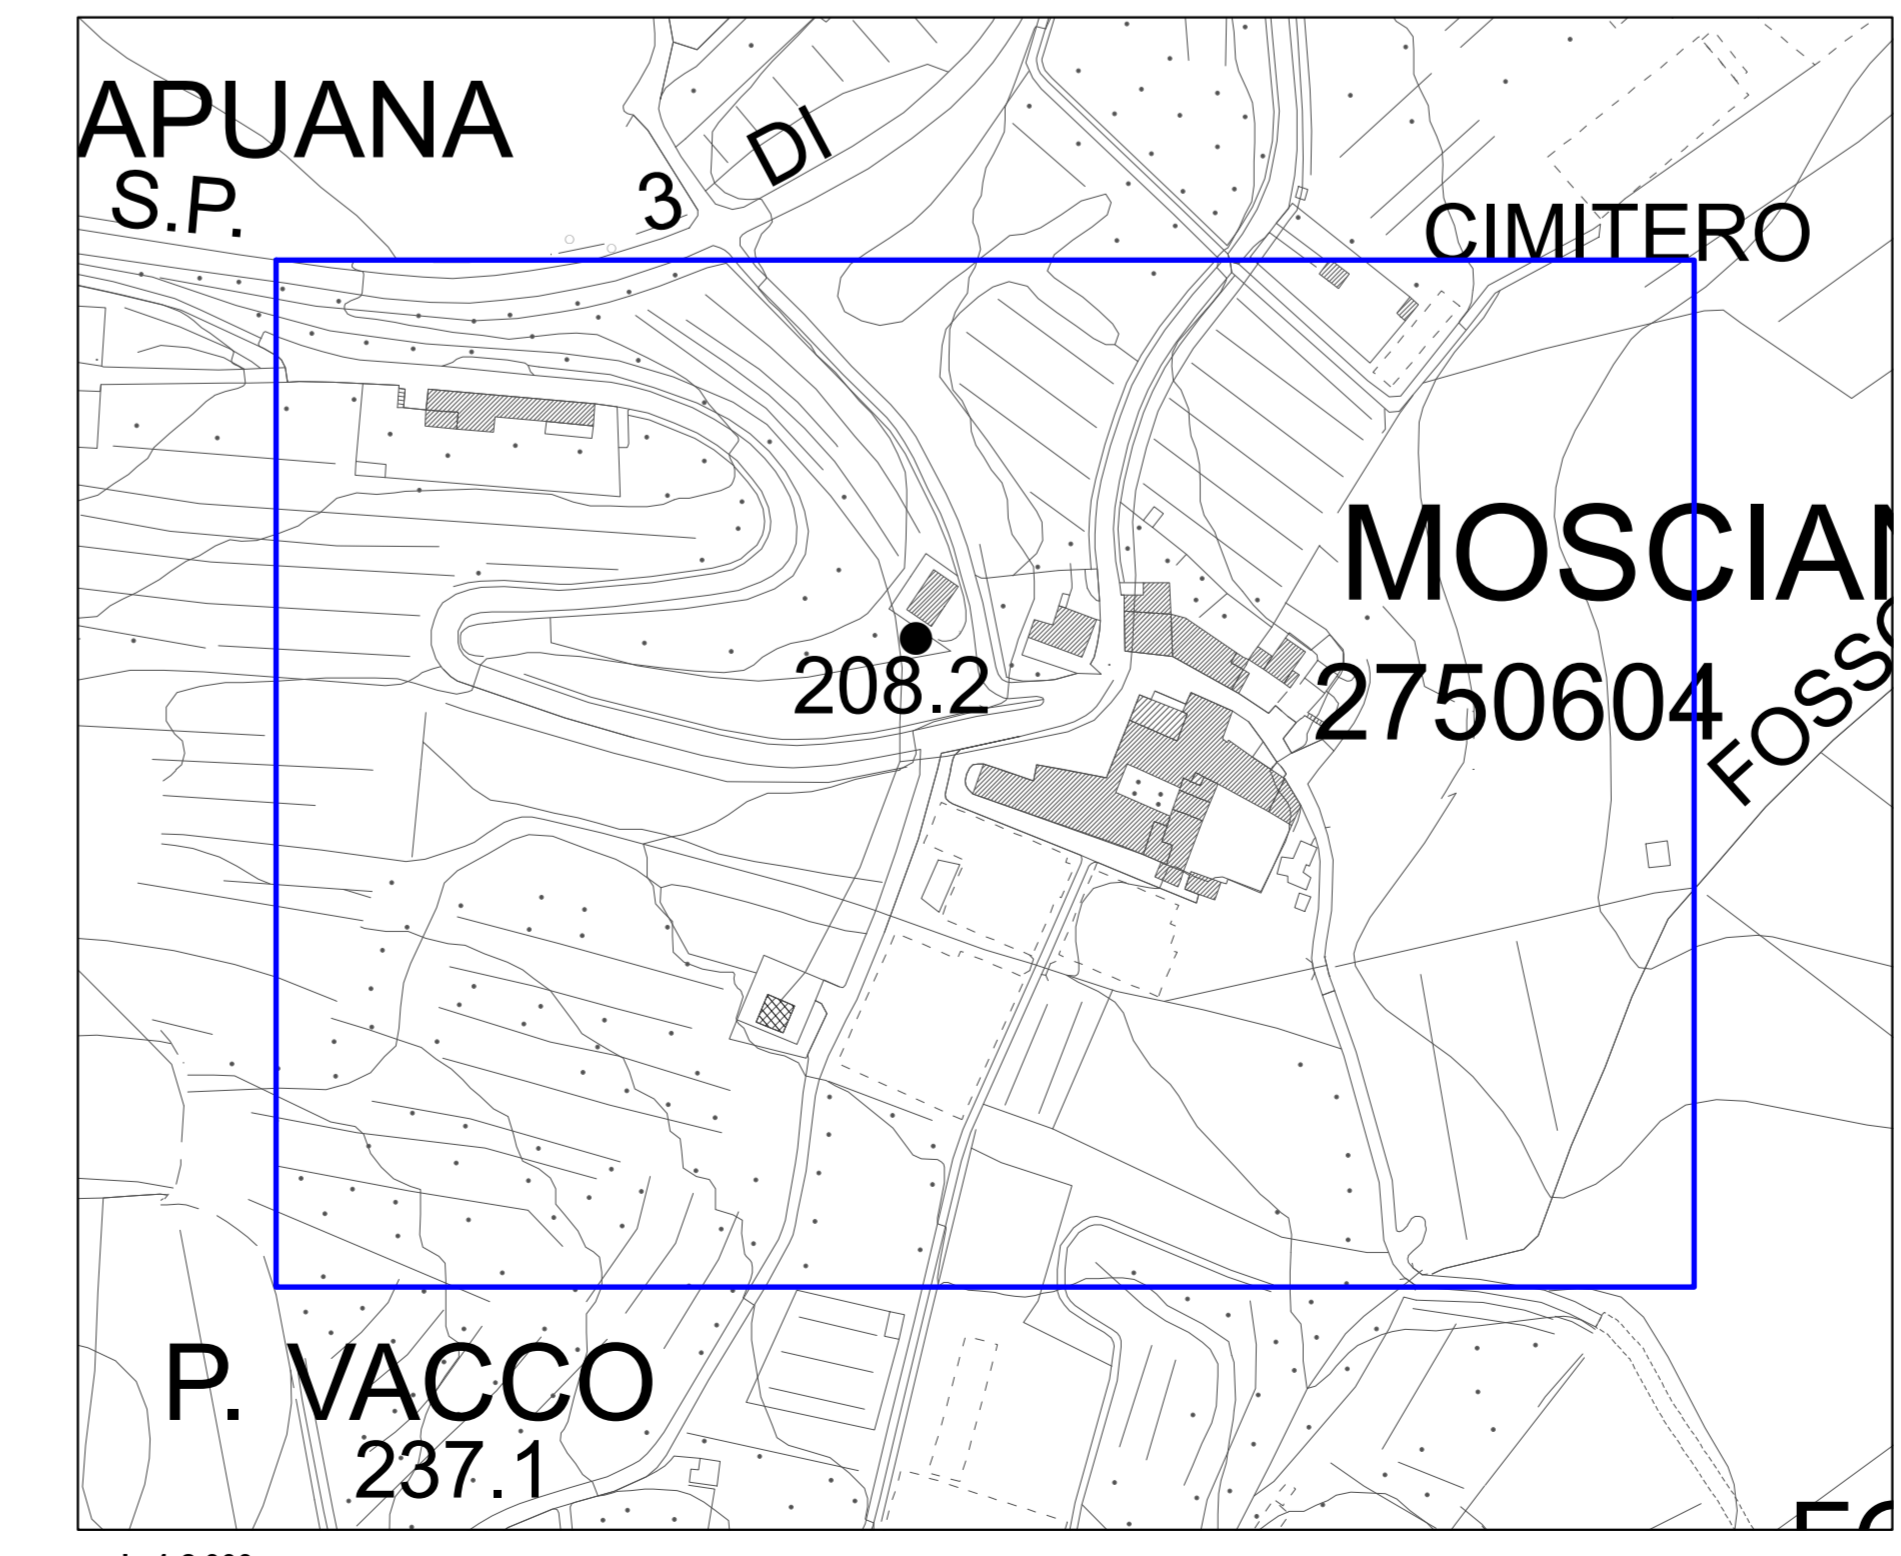 APUANA
S.P.
3 DI
CIMITERO
MOSCIAN
2750604
FOSSO
208.2
P. VACCO
237.1